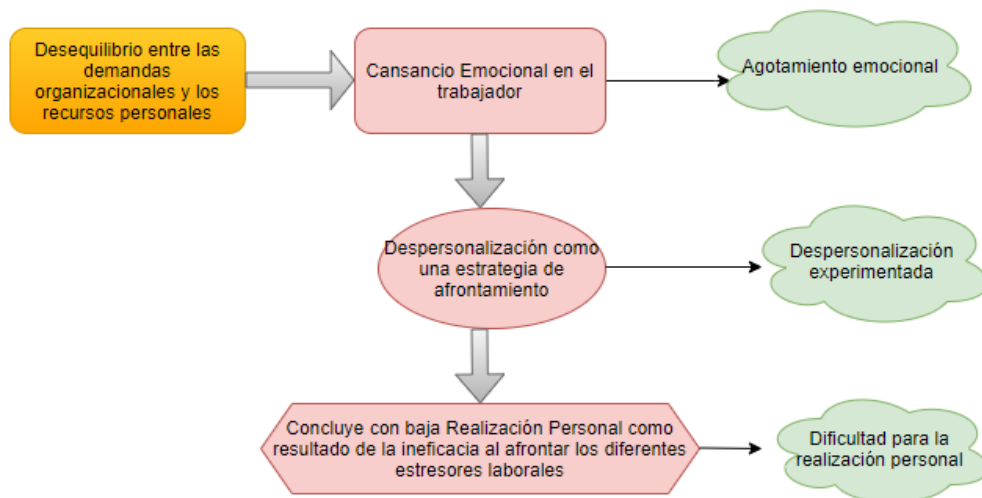 Desequilibrio entre las
demandas
organizacionales y los
recursos personales
Cansancio Emocional en el
trabajador
Agotamiento emocional
Despersonalización como
una estrategia de
afrontamiento
Despersonalización
experimentada
Concluye con baja Realización Personal como
resultado de la ineficacia al afrontar los diferentes
estresores laborales
Dificultad para la
realización personal